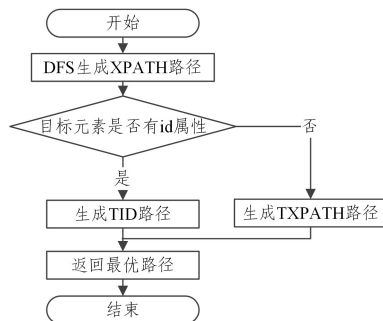 开始
DFS生成XPATH路径
目标元素是否有id属性
否
是
生成TID路径
生成TXPATH路径
返回最优路径
结束